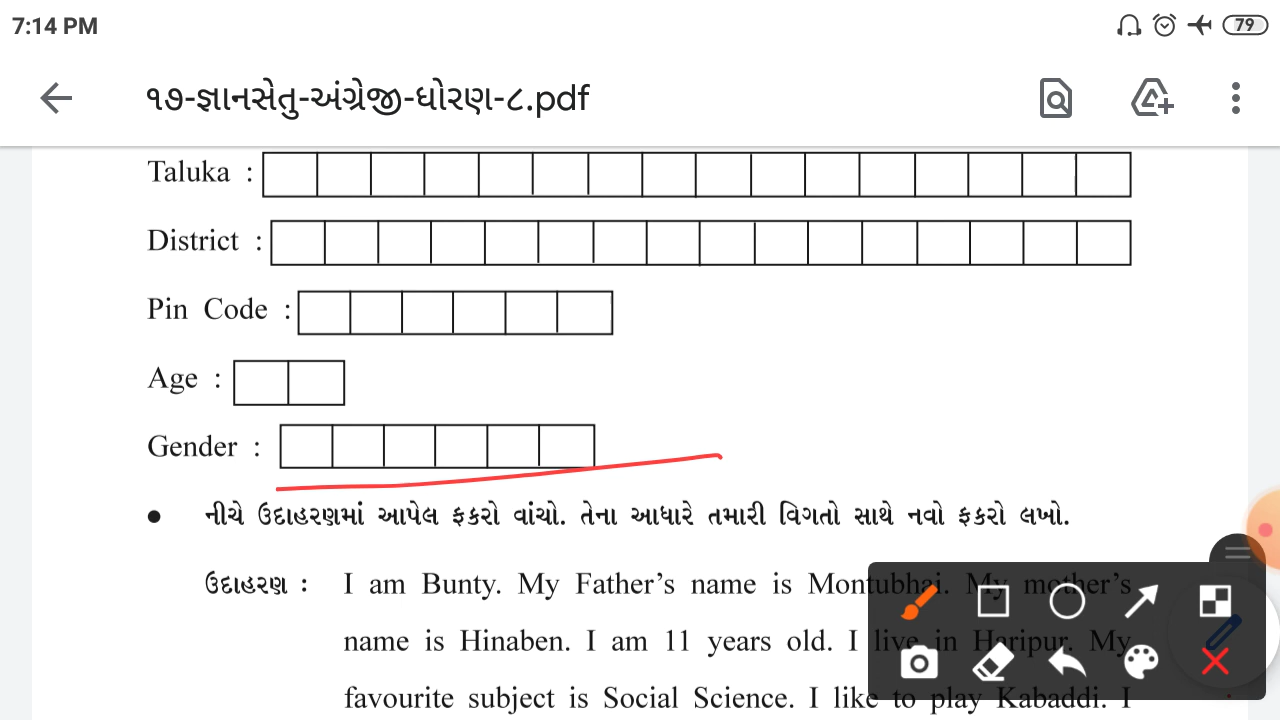 7:14 PM
79
૧૭-જ્ઞાનસેતુ-અંગ્રેજી-ધોરણ-૮.pdf
Taluka :
District :
Pin Code :
Age :
Gender :
● નીચે ઉદાહરણમાં આપેલ ફકરો વાંચો. તેના આધારે તમારી વિગતો સાથે નવો ફકરો લખો.
ઉદાહરણ : I am Bunty. My Father's name is Montubhai. My mother's
name is Hinaben. I am 11 years old. I live in Haripur. My
favourite subject is Social Science. I like to play Kabaddi. I